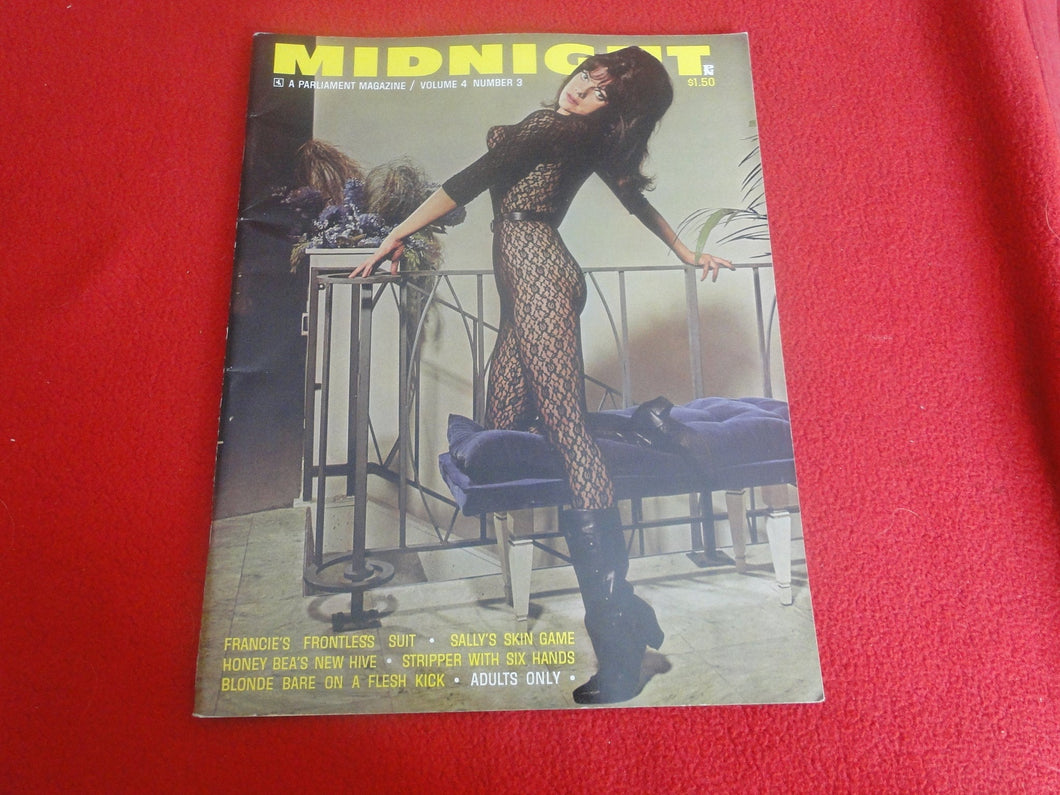 MIDNIGHT
A PARLIAMENT MAGAZINE / VOLUME 4 NUMBER 3
$1.50
FRANCIE'S FRONTLESS SUIT • SALLY'S SKIN GAME
HONEY BEA'S NEW HIVE • STRIPPER WITH SIX HANDS
BLONDE BARE ON A FLESH KICK • ADULTS ONLY •